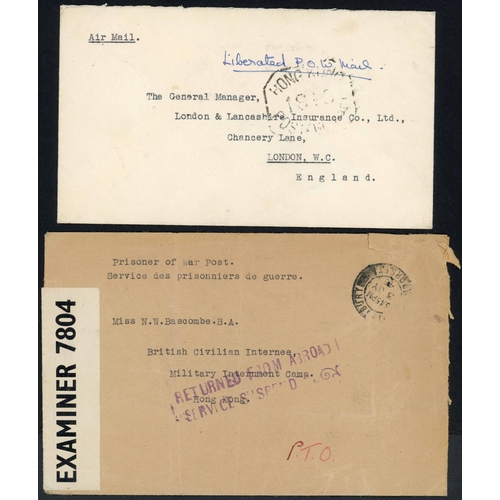 Air Mail.
Liberated P.O.W. Mail.
HONG KONG
The General Manager,
London & Lancashire Insurance Co., Ltd.,
Chancery Lane,
LONDON, W.C.
England.
Prisoner of war Post.
Service des prisonniers de guerre.
EXAMINER 7804
Miss N.W.Bascombe.B.A.
British Civilian Internee,
Military Internment Camp.
Hong Kong.
RETURNED FROM ABROAD
SERVICE SUSPENDED
P.T.O.